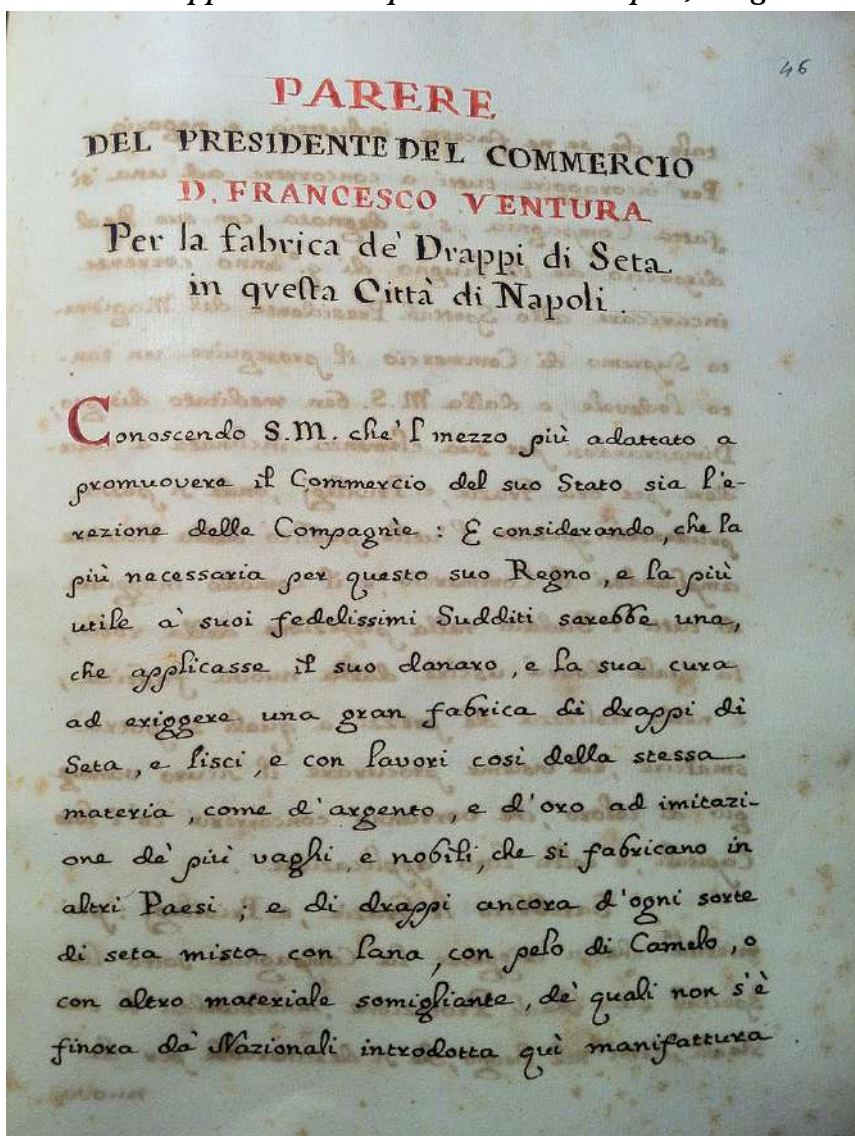 46
PARERE
DEL PRESIDENTE DEL COMMERCIO
D. FRANCESCO VENTURA
Per la fabrica de' Drappi di Seta
in qvesta Città di Napoli.
Conoscendo S.M. che'l mezzo più adattato a
promuovere il Commercio del suo Stato sia l'e-
rezione delle Compagnìe : E considerando, che la
più necessaria per questo suo Regno, e la più
utile a' suoi fedelissimi Sudditi sarebbe una,
che applicasse il suo danaro, e la sua cura
ad eriggere una gran fabrica di drappi di
Seta, e lisci, e con lavori così della stessa
materia, come d'argento, e d'oro ad imitazi-
one de' più vaghi, e nobili, che si fabricano in
altri Paesi ; e di drappi ancora d'ogni sorte
di seta mista con lana, con pelo di Camelo, o
con altro materiale somigliante, de' quali non s'è
finora da' Nazionali introdotta quì manifattura